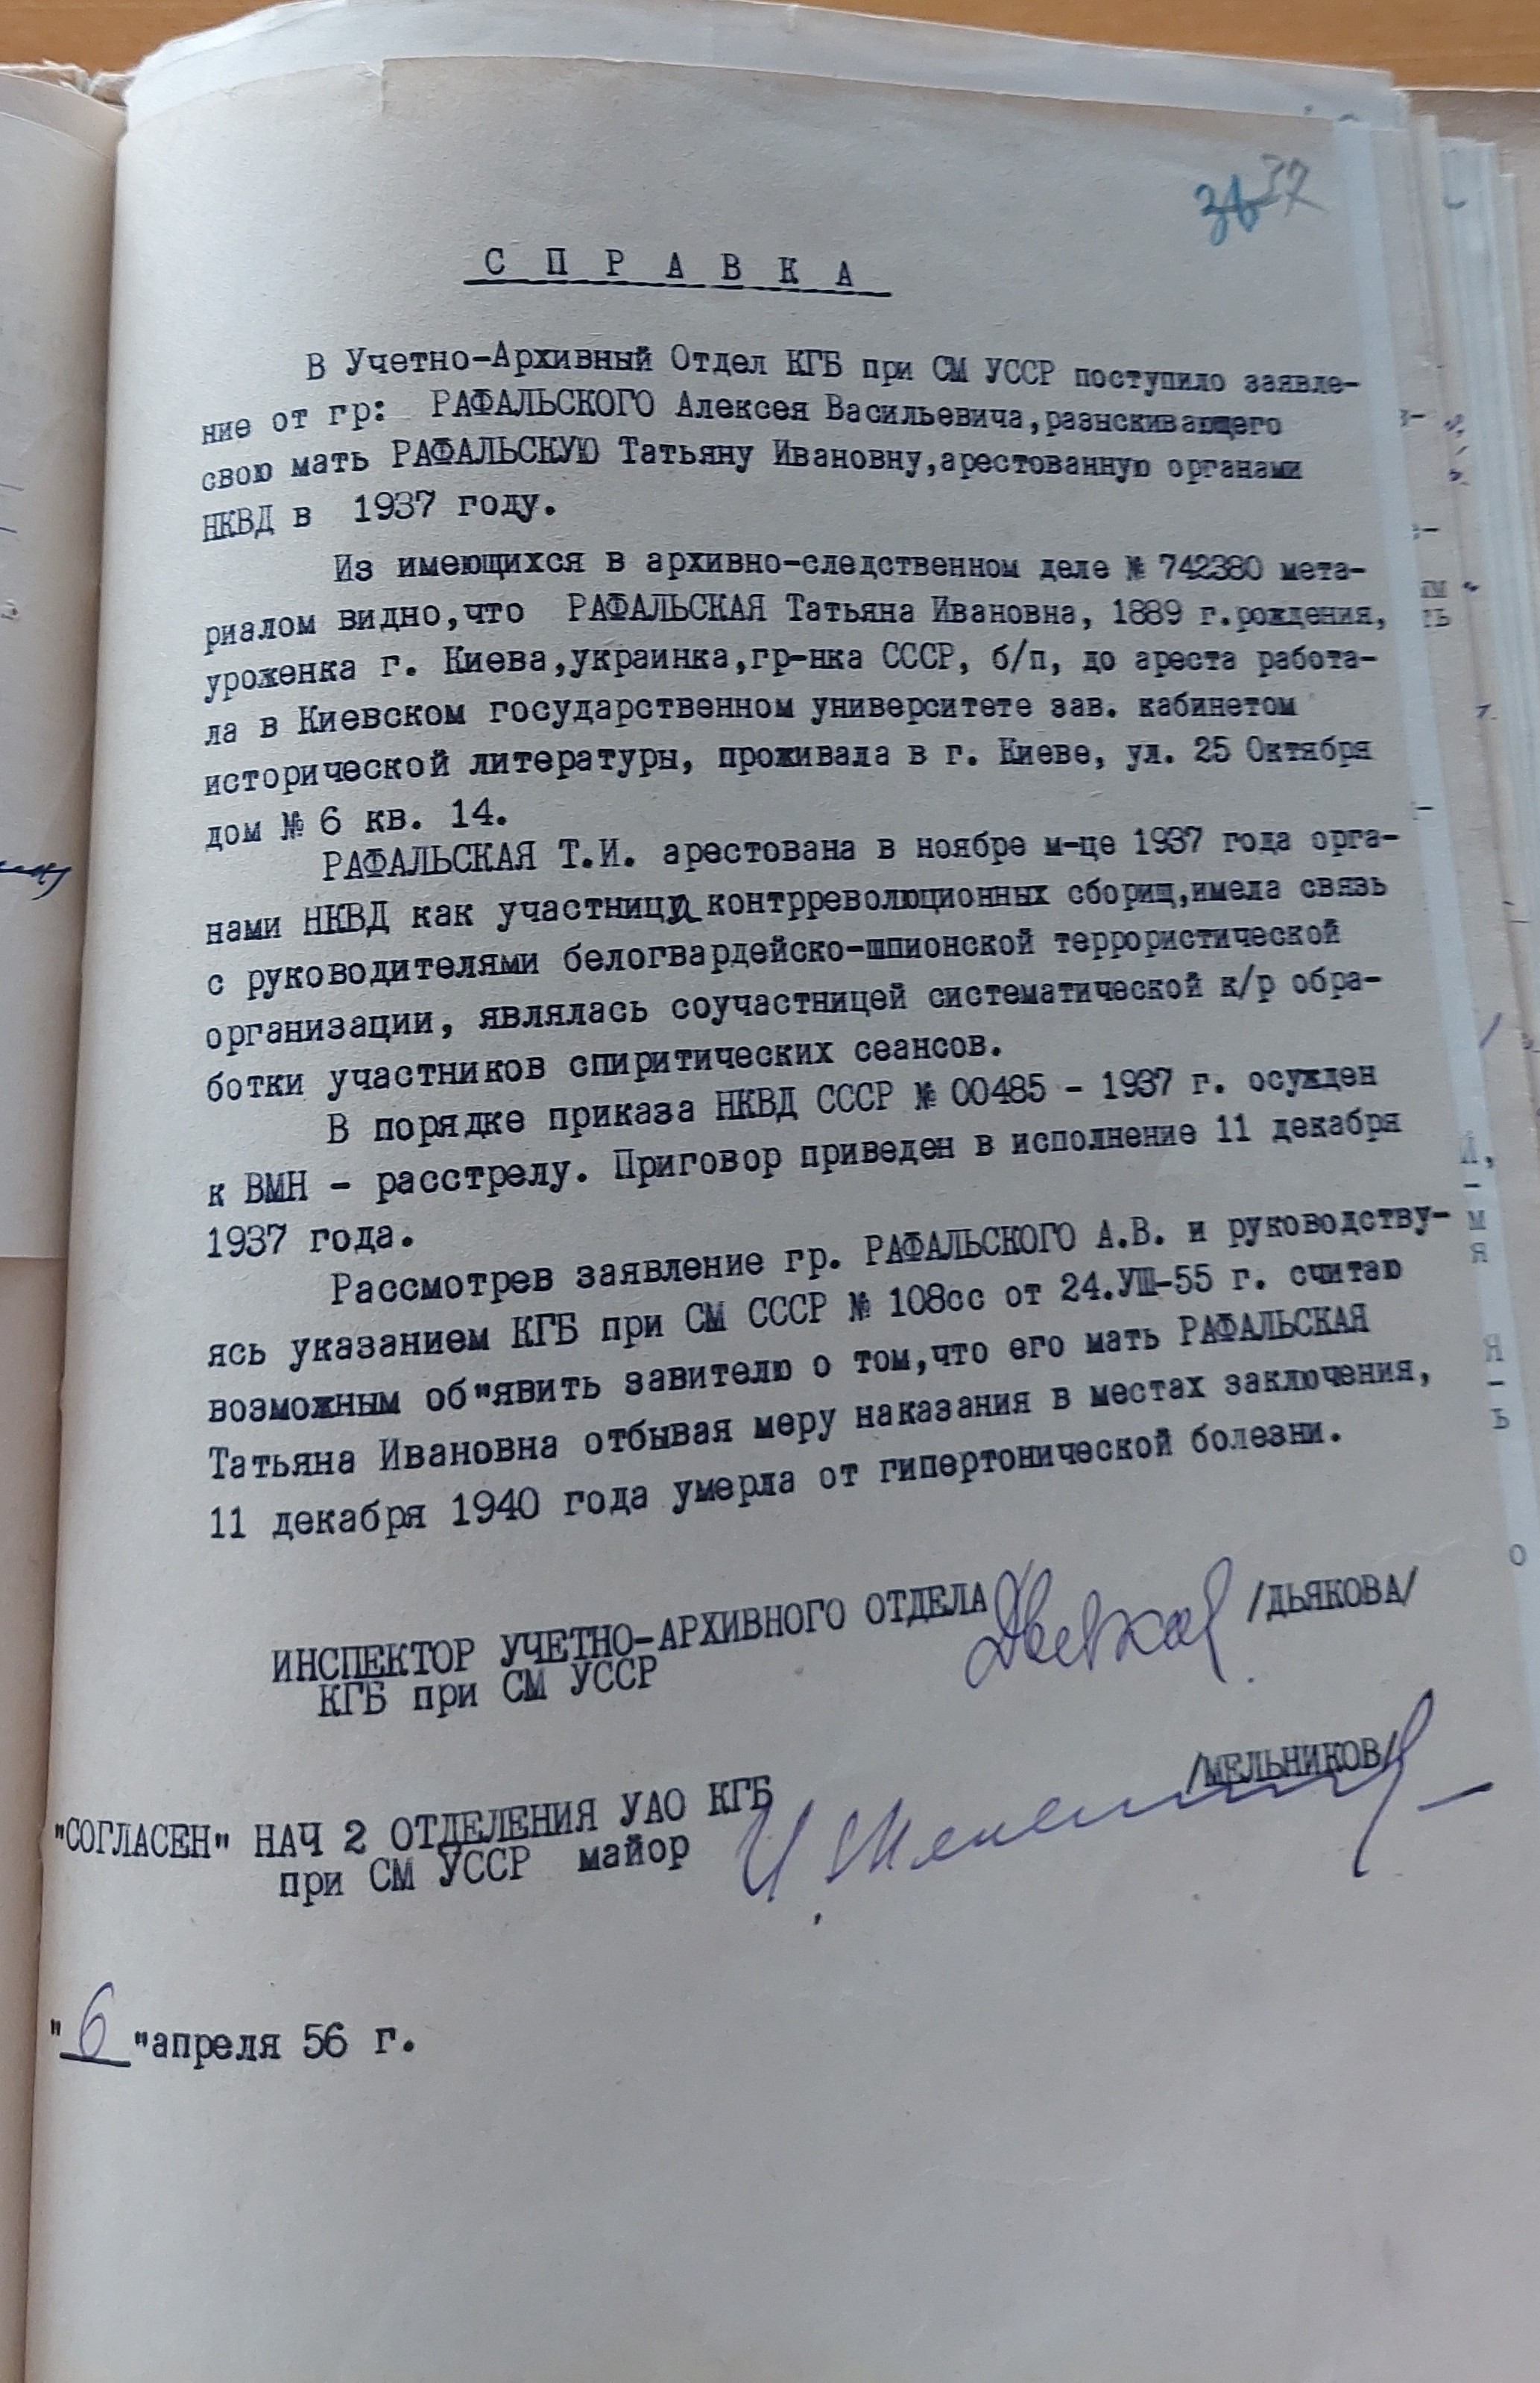 37
С П Р А В К А
В Учетно-Архивный Отдел КГБ при СМ УССР поступило заявле-
ние от гр: РАФАЛЬСКОГО Алексея Васильевича,разыскивающего
свою мать РАФАЛЬСКУЮ Татьяну Ивановну,арестованную органами
НКВД в 1937 году.
Из имеющихся в архивно-следственном деле № 742380 мета-
риалом видно,что РАФАЛЬСКАЯ Татьяна Ивановна, 1889 г.рождения,
уроженка г. Киева,украинка,гр-нка СССР, б/п, до ареста работа-
ла в Киевском государственном университете зав. кабинетом
исторической литературы, проживала в г. Киеве, ул. 25 Октября
дом № 6 кв. 14.
РАФАЛЬСКАЯ Т.И. арестована в ноябре м-це 1937 года орга-
нами НКВД как участница контрреволюционных сборищ,имела связь
с руководителями белогвардейско-шпионской террористической
организации, являлась соучастницей систематической к/р обра-
ботки участников спиритических сеансов.
В порядке приказа НКВД СССР № 00485 - 1937 г. осужден
к ВМН - расстрелу. Приговор приведен в исполнение 11 декабря
1937 года.
Рассмотрев заявление гр. РАФАЛЬСКОГО А.В. и руководству-
ясь указанием КГБ при СМ СССР № 108сс от 24.УШ-55 г. считаю
возможным об"явить завителю о том,что его мать РАФАЛЬСКАЯ
Татьяна Ивановна отбывая меру наказания в местах заключения,
11 декабря 1940 года умерла от гипертонической болезни.
ИНСПЕКТОР УЧЕТНО-АРХИВНОГО ОТДЕЛА /ДЬЯКОВА/
КГБ при СМ УССР
/МЕЛЬНИКОВ/
"СОГЛАСЕН" НАЧ 2 ОТДЕЛЕНИЯ УАО КГБ
при СМ УССР майор
"6"апреля 56 г.